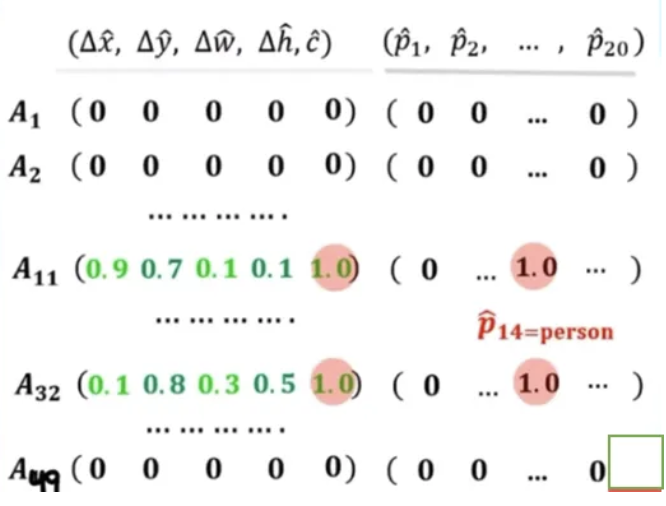 (Δx̂, Δŷ, Δŵ, Δĥ, ĉ) (p̂₁, p̂₂, ... , p̂₂₀)
A₁ (0 0 0 0 0) ( 0 0 ... 0 )
A₂ (0 0 0 0 0) ( 0 0 ... 0 )
... ... ... ... .
A₁₁ (0.9 0.7 0.1 0.1 1.0) ( 0 ... 1.0 ... )
... ... ... ... . p̂₁₄₌person
A₃₂ (0.1 0.8 0.3 0.5 1.0) ( 0 ... 1.0 ... )
... ... ... ... .
A₄₉ (0 0 0 0 0) ( 0 0 ... 0